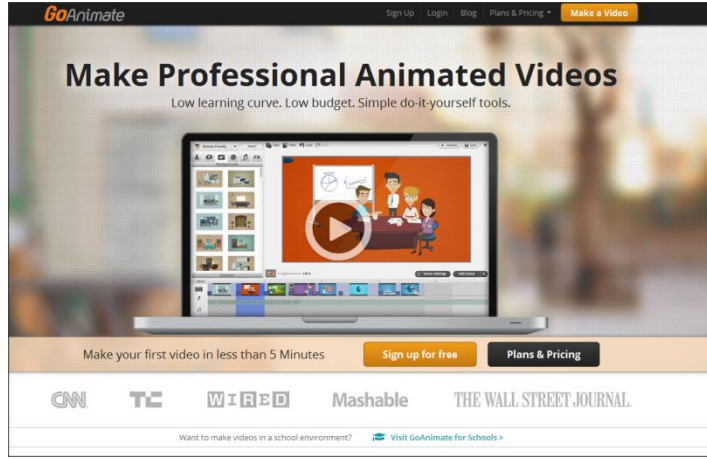 GoAnimate
Sign Up Login Blog Plans & Pricing Make a Video
Make Professional Animated Videos
Low learning curve. Low budget. Simple do-it-yourself tools.
Make your first video in less than 5 Minutes
Sign up for free
Plans & Pricing
CNN TC WIRED Mashable THE WALL STREET JOURNAL.
Want to make videos in a school environment? Visit GoAnimate for Schools >